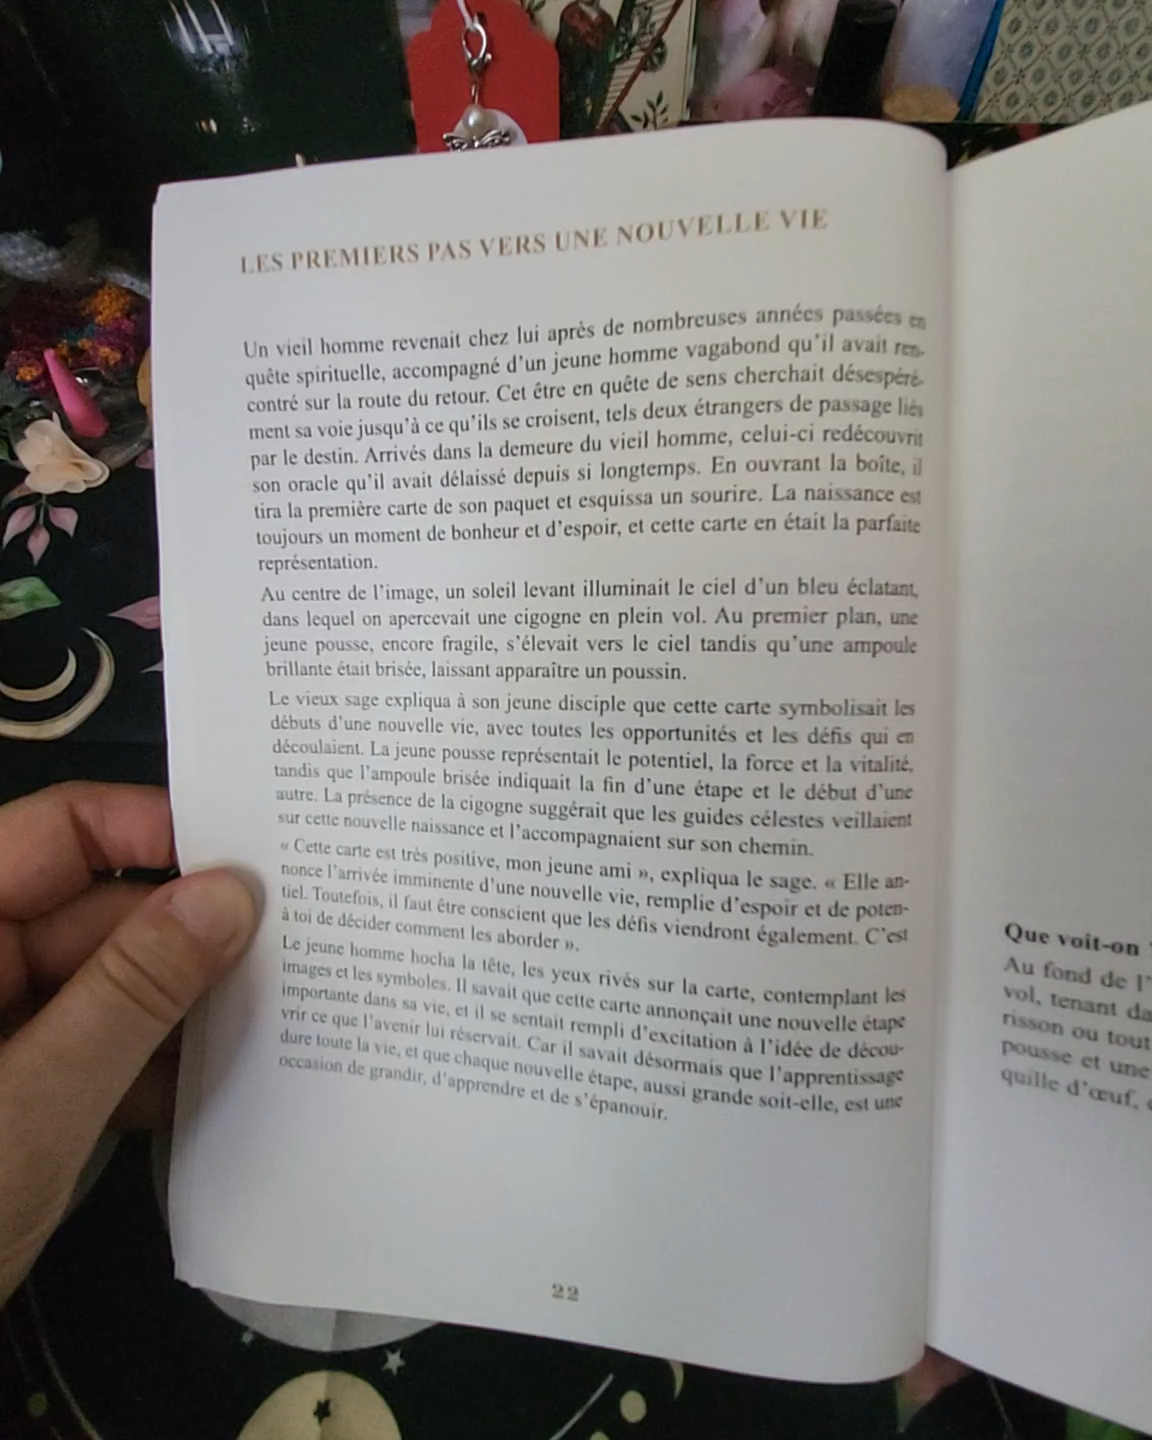 LES PREMIERS PAS VERS UNE NOUVELLE VIE
Un vieil homme revenait chez lui après de nombreuses années passées en
quête spirituelle, accompagné d'un jeune homme vagabond qu'il avait ren-
contré sur la route du retour. Cet être en quête de sens cherchait désespéré-
ment sa voie jusqu'à ce qu'ils se croisent, tels deux étrangers de passage liés
par le destin. Arrivés dans la demeure du vieil homme, celui-ci redécouvrit
son oracle qu'il avait délaissé depuis si longtemps. En ouvrant la boîte, il
tira la première carte de son paquet et esquissa un sourire. La naissance est
toujours un moment de bonheur et d'espoir, et cette carte en était la parfaite
représentation.
Au centre de l'image, un soleil levant illuminait le ciel d'un bleu éclatant,
dans lequel on apercevait une cigogne en plein vol. Au premier plan, une
jeune pousse, encore fragile, s'élevait vers le ciel tandis qu'une ampoule
brillante était brisée, laissant apparaître un poussin.
Le vieux sage expliqua à son jeune disciple que cette carte symbolisait les
débuts d'une nouvelle vie, avec toutes les opportunités et les défis qui en
découlaient. La jeune pousse représentait le potentiel, la force et la vitalité,
tandis que l'ampoule brisée indiquait la fin d'une étape et le début d'une
autre. La présence de la cigogne suggérait que les guides célestes veillaient
sur cette nouvelle naissance et l'accompagnaient sur son chemin.
« Cette carte est très positive, mon jeune ami », expliqua le sage. « Elle an-
nonce l'arrivée imminente d'une nouvelle vie, remplie d'espoir et de poten-
tiel. Toutefois, il faut être conscient que les défis viendront également. C'est
à toi de décider comment les aborder ».
Le jeune homme hocha la tête, les yeux rivés sur la carte, contemplant les
images et les symboles. Il savait que cette carte annonçait une nouvelle étape
importante dans sa vie, et il se sentait rempli d'excitation à l'idée de décou-
vrir ce que l'avenir lui réservait. Car il savait désormais que l'apprentissage
dure toute la vie, et que chaque nouvelle étape, aussi grande soit-elle, est une
occasion de grandir, d'apprendre et de s'épanouir.
22
Que voit-on
Au fond de l'
vol, tenant da
risson ou tout
pousse et une
quille d'œuf,